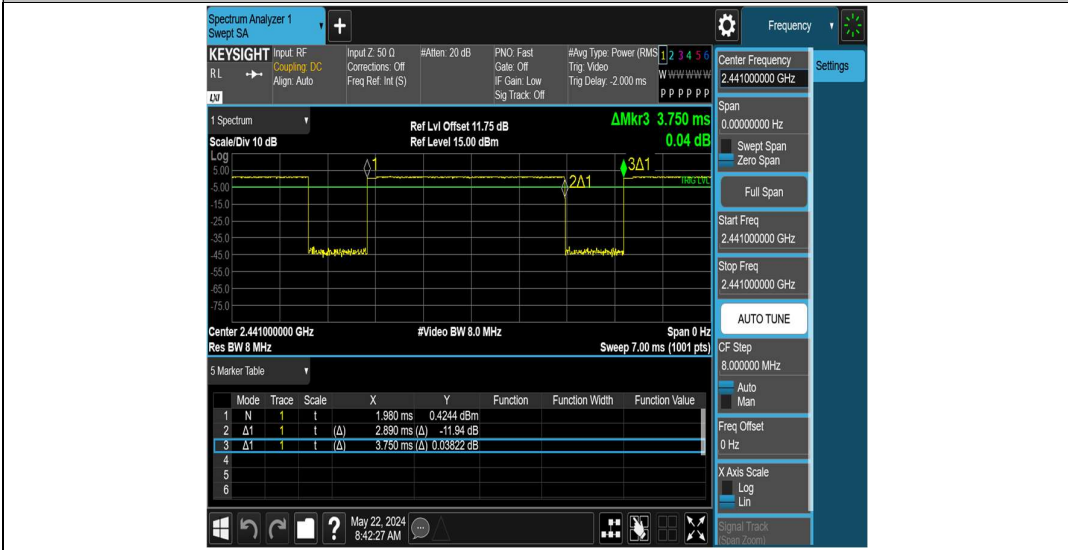 Spectrum Analyzer 1
Swept SA
+
Frequency
KEYSIGHT Input: RF Input Z: 50 Ω #Atten: 20 dB PNO: Fast #Avg Type: Power (RMS 1 2 3 4 5 6
R L Coupling: DC Corrections: Off Gate: Off Trig: Video W W W W W W
Align: Auto Freq Ref: Int (S) IF Gain: Low Trig Delay: -2.000 ms
LXI Sig Track: Off P P P P P P
Center Frequency
2.441000000 GHz
Settings
1 Spectrum
Ref Lvl Offset 11.75 dB ΔMkr3 3.750 ms
Scale/Div 10 dB Ref Level 15.00 dBm 0.04 dB
Log
5.00
-5.00
-15.0
-25.0
-35.0
-45.0
-55.0
-65.0
-75.0
1
2Δ1
3Δ1
TRIG LVL
Center 2.441000000 GHz #Video BW 8.0 MHz Span 0 Hz
Res BW 8 MHz Sweep 7.00 ms (1001 pts)
Span
0.00000000 Hz
Swept Span
Zero Span
Full Span
Start Freq
2.441000000 GHz
Stop Freq
2.441000000 GHz
AUTO TUNE
CF Step
8.000000 MHz
Auto
Man
Freq Offset
0 Hz
X Axis Scale
Log
Lin
Signal Track
(Span Zoom)
5 Marker Table
Mode Trace Scale X Y Function Function Width Function Value
1 N 1 t 1.980 ms 0.4244 dBm
2 Δ1 1 t (Δ) 2.890 ms (Δ) -11.94 dB
3 Δ1 1 t (Δ) 3.750 ms (Δ) 0.03822 dB
4
5
6
?
May 22, 2024
8:42:27 AM